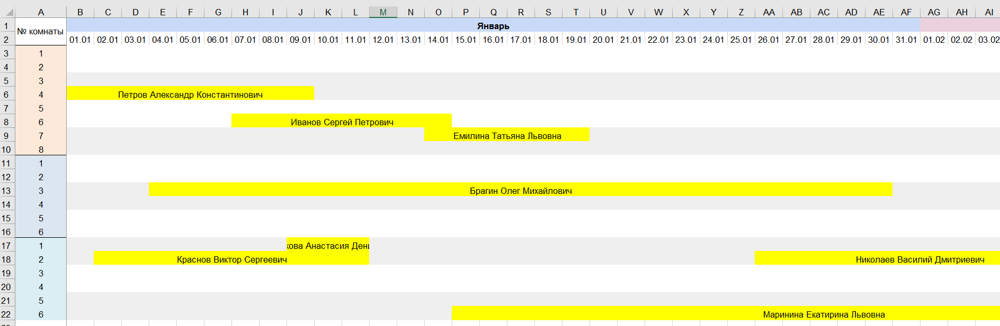 A B C D E F G H I J K L M N O P Q R S T U V W X Y Z AA AB AC AD AE AF AG AH AI
1 № комнаты Январь
2 01.01 02.01 03.01 04.01 05.01 06.01 07.01 08.01 09.01 10.01 11.01 12.01 13.01 14.01 15.01 16.01 17.01 18.01 19.01 20.01 21.01 22.01 23.01 24.01 25.01 26.01 27.01 28.01 29.01 30.01 31.01 01.02 02.02 03.02
3 1
4 2
5 3
6 4 Петров Александр Константинович
7 5
8 6 Иванов Сергей Петрович
9 7 Емилина Татьяна Львовна
10 8
11 1
12 2
13 3 Брагин Олег Михайлович
14 4
15 5
16 6
17 1 Анастасия
18 2 Краснов Виктор Сергеевич Николаев Василий Дмитриевич
19 3
20 4
21 5
22 6 Маринина Екатирина Львовна